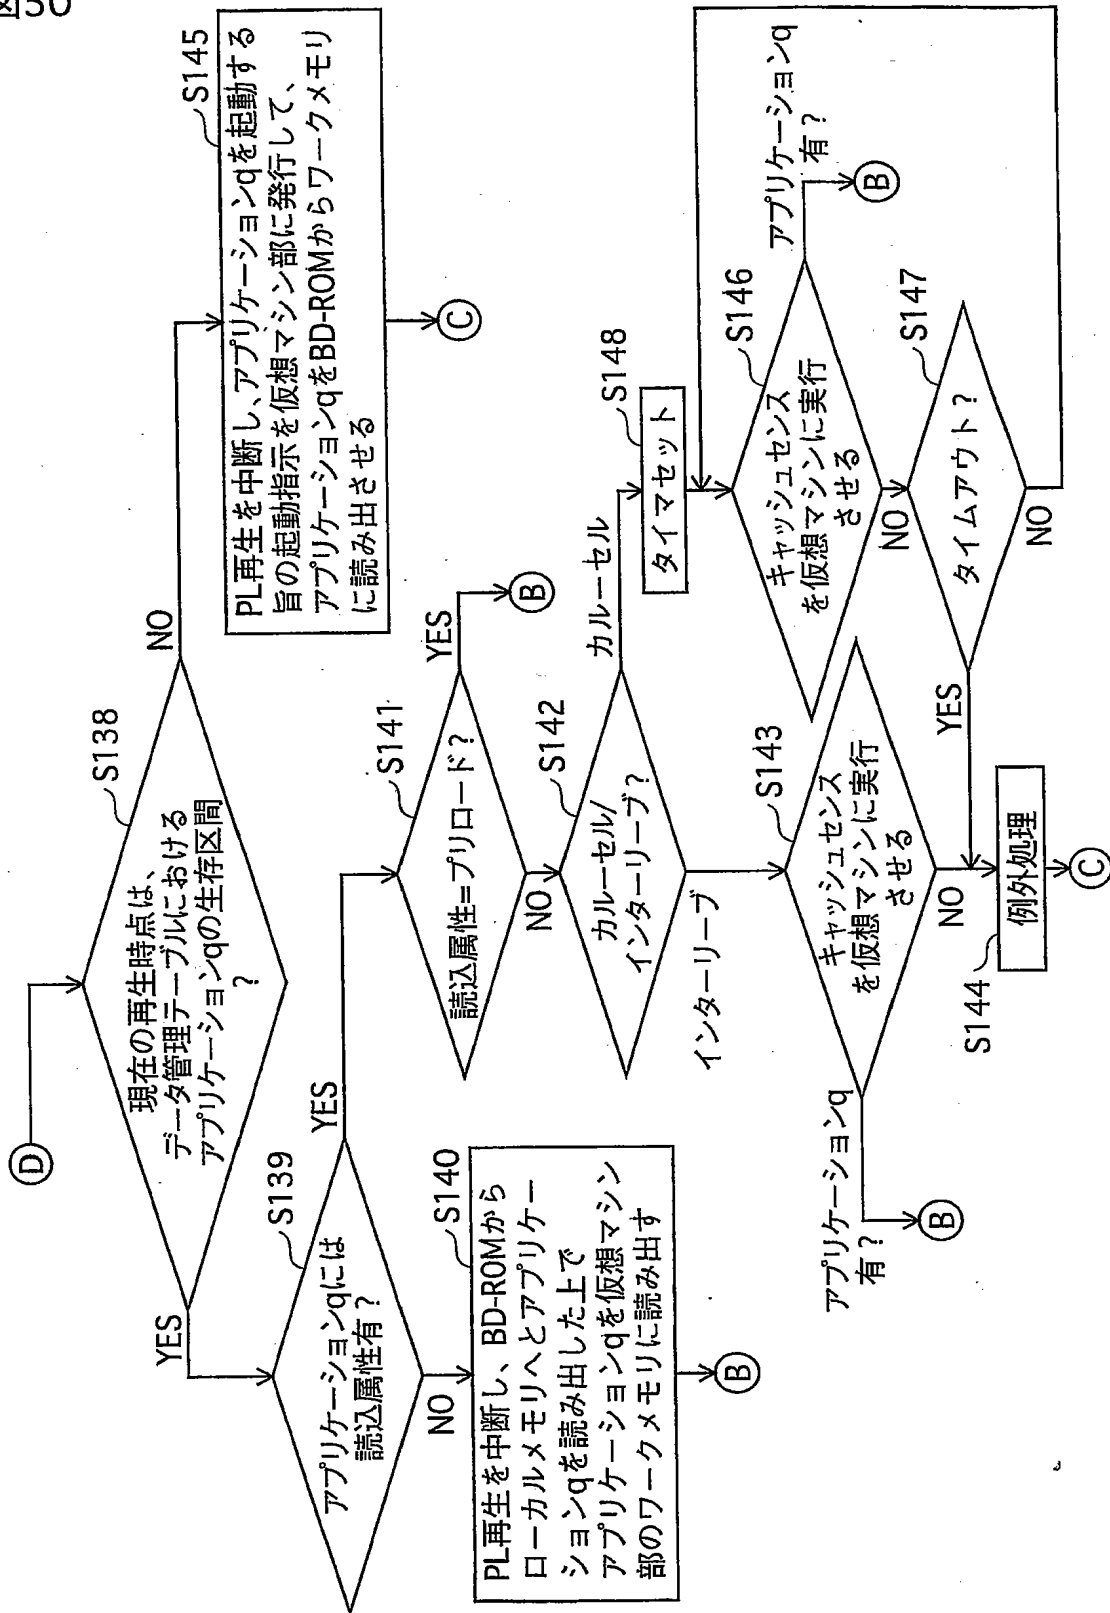 図50
D
現在の再生時点は、
データ管理テーブルにおける
アプリケーションqの生存区間
?
S138
YES
NO
PL再生を中断し、アプリケーションqを起動する
旨の起動指示を仮想マシン部に発行して、
アプリケーションqをBD-ROMからワークメモリ
に読み出させる
S145
C
アプリケーションqには
読込属性有?
S139
YES
NO
PL再生を中断し、BD-ROMから
ローカルメモリへとアプリケー
ションqを読み出した上で
アプリケーションqを仮想マシン
部のワークメモリに読み出す
S140
B
読込属性=プリロード?
S141
YES
B
NO
カルーセル/
インターリーブ?
S142
カルーセル
インターリーブ
タイマセット
S148
キャッシュセンス
を仮想マシンに実行
させる
S143
アプリケーションq
有?
B
NO
キャッシュセンス
を仮想マシンに実行
させる
S146
アプリケーションq
有?
B
NO
タイムアウト?
S147
YES
NO
例外処理
S144
C